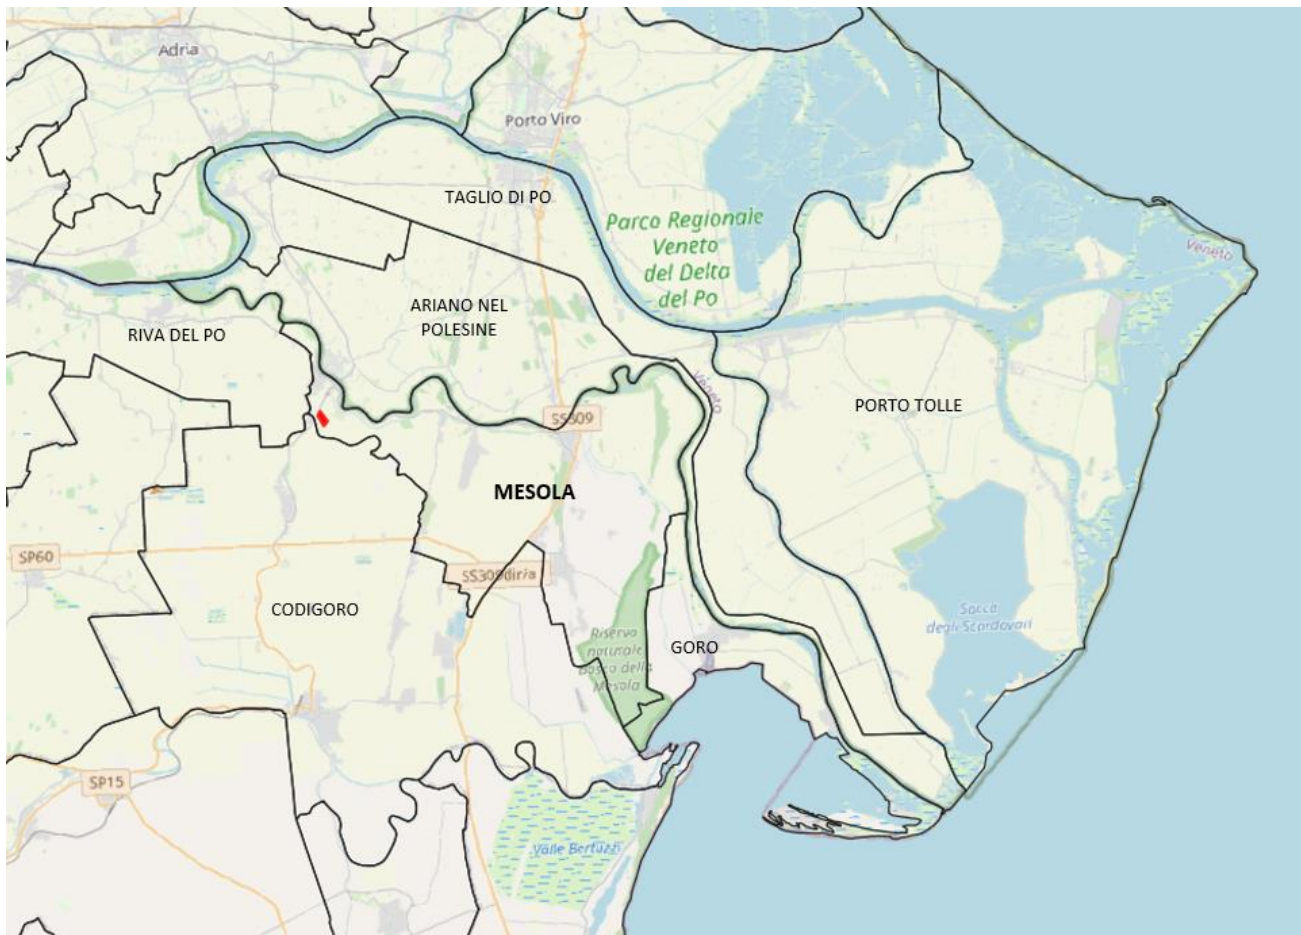 Adria
Porto Viro
TAGLIO DI PO
Parco Regionale
Veneto
del Delta
del Po
Veneto
ARIANO NEL
POLESINE
RIVA DEL PO
Veneto
PORTO TOLLE
SS309
MESOLA
SP60
SS309diria
CODIGORO
Sacca
degli Scardovari
Riserva
naturale
Bosco della
Mesola
GORO
SP15
Valle Bertuzzi